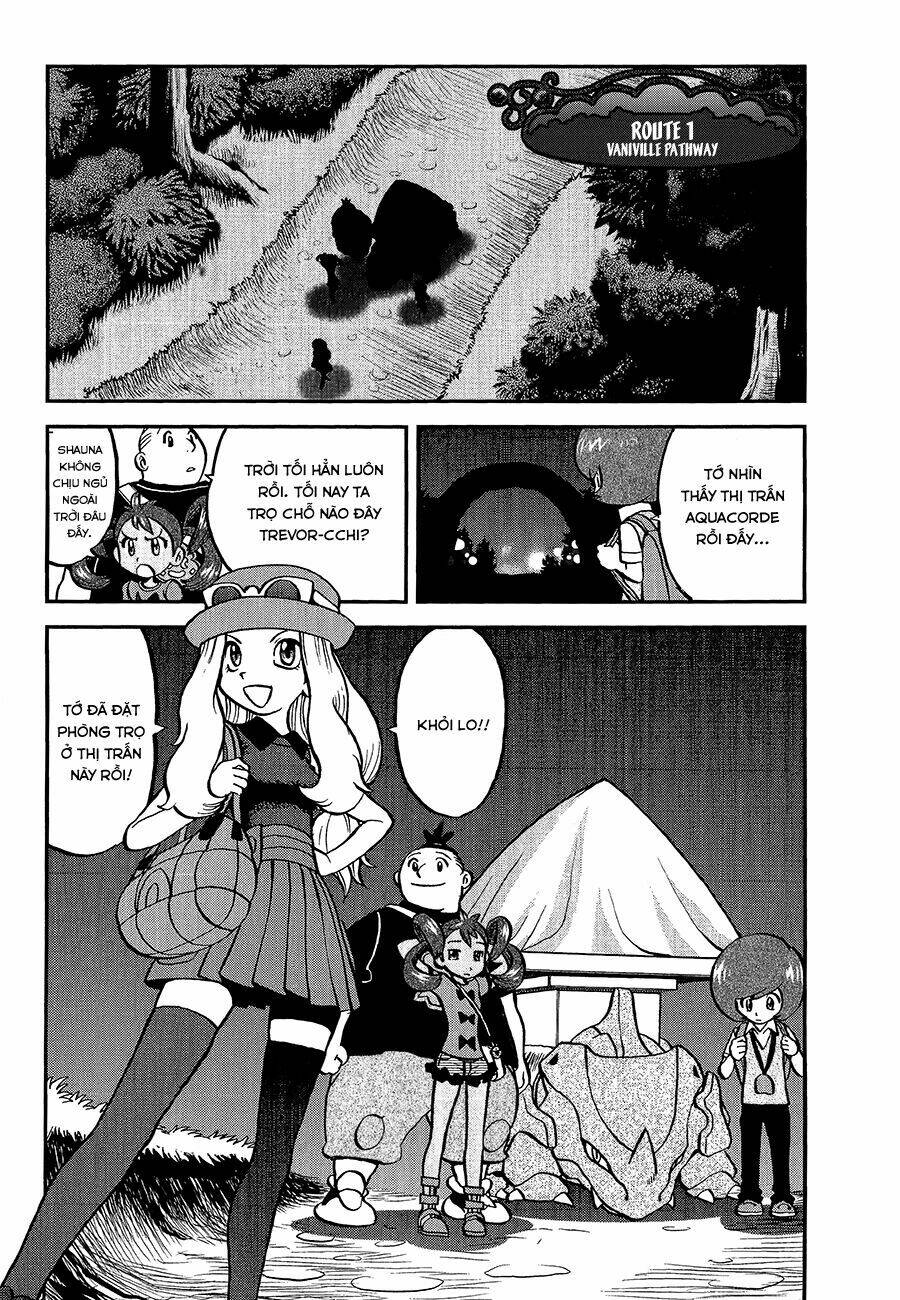 ROUTE 1
VANIVILLE PATHWAY
TỚ NHÌN
THẤY THỊ TRẤN
AQUACORDE
RỒI ĐẤY...
TRỜI TỐI HẲN LUÔN
RỒI. TỐI NAY TA
TRỌ CHỖ NÀO ĐÂY
TREVOR-CCHI?
SHAUNA
KHÔNG
CHỊU NGỦ
NGOÀI
TRỜI ĐÂU
ĐẤY.
KHỎI LO!!
TỚ ĐÃ ĐẶT
PHÒNG TRỌ
Ở THỊ TRẤN
NÀY RỒI!